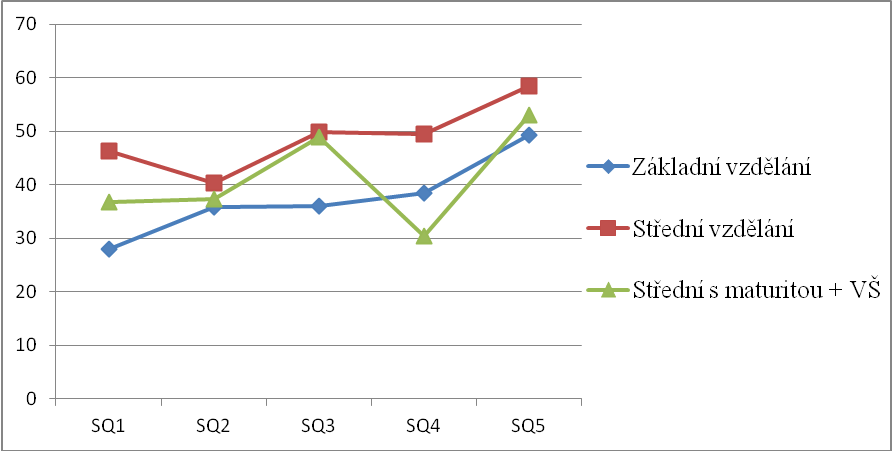 70
60
50
40
30
20
10
0
SQ1 SQ2 SQ3 SQ4 SQ5
Základní vzdělání
Střední vzdělání
Střední s maturitou + VŠ